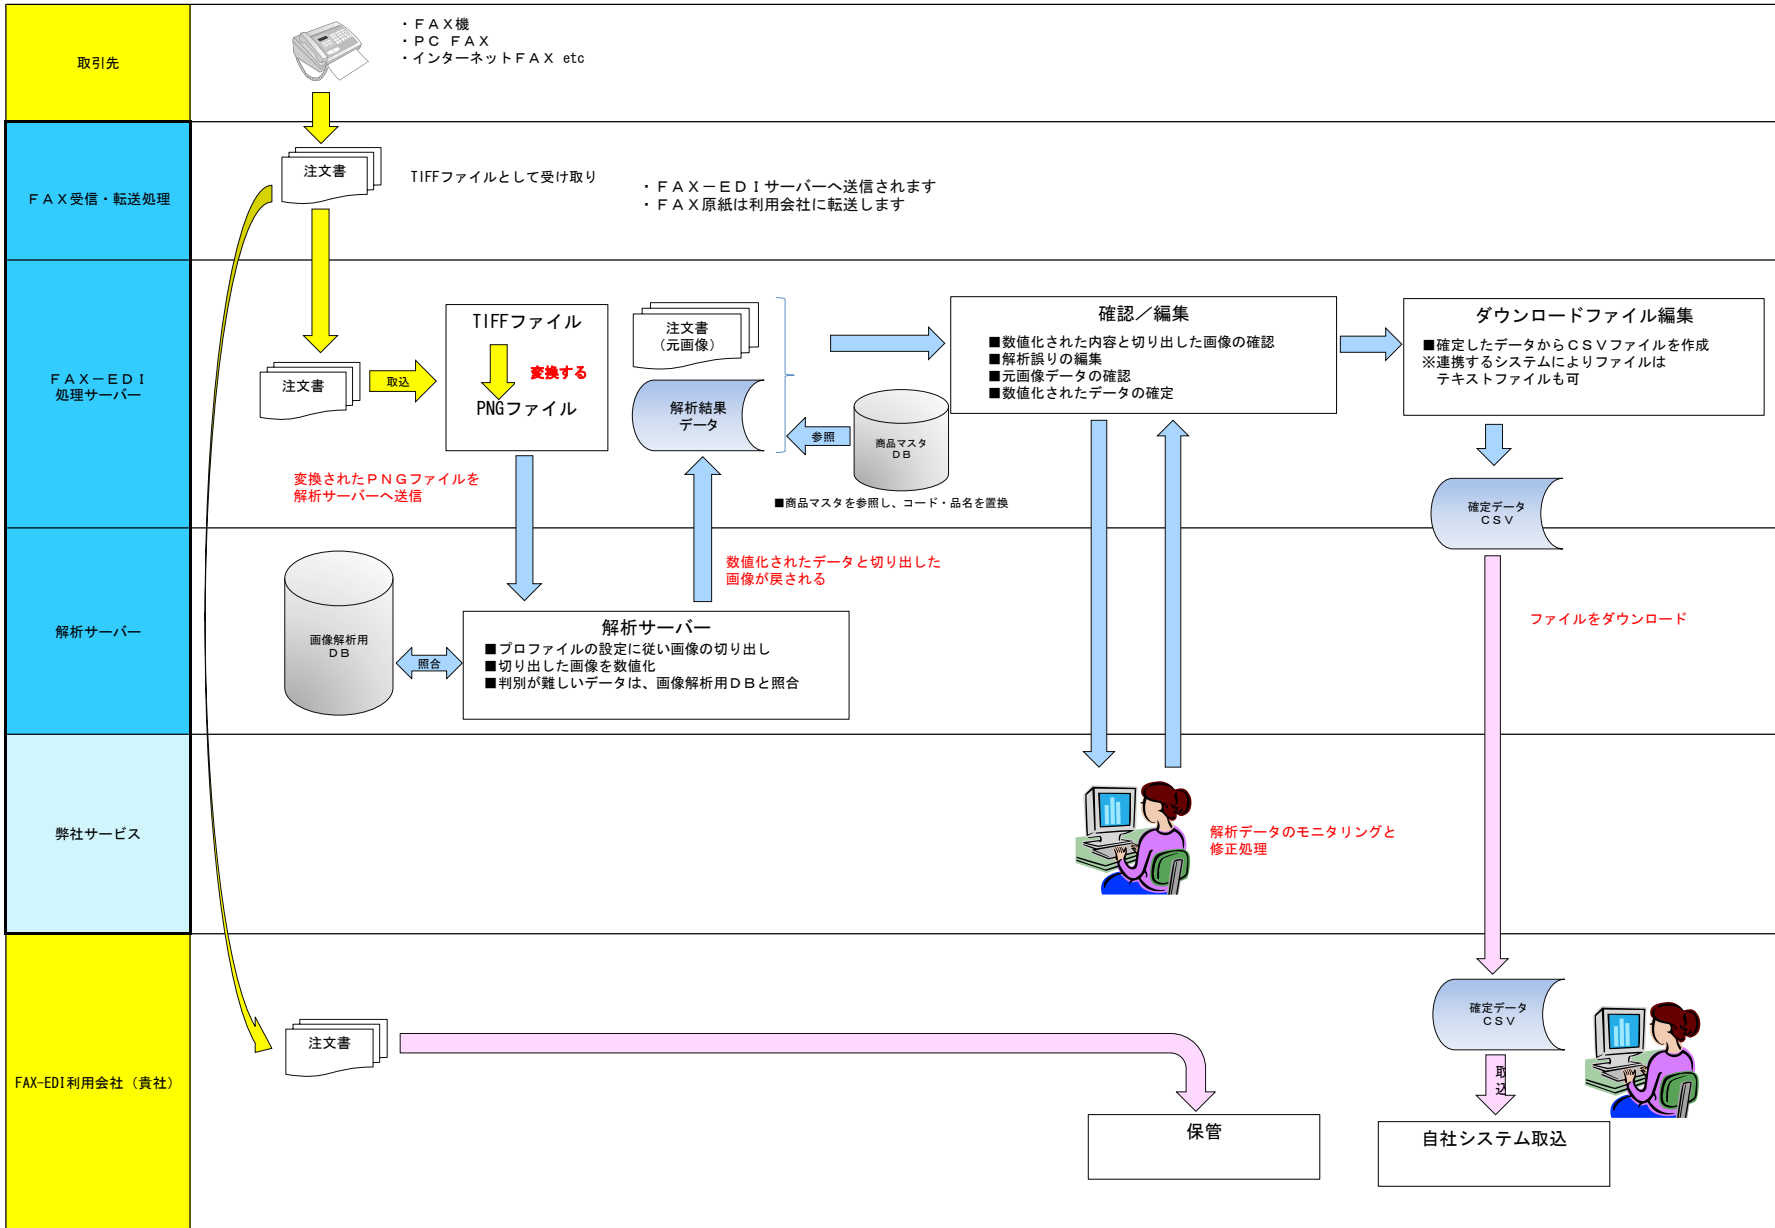 取引先
・ＦＡＸ機
・ＰＣ ＦＡＸ
・インターネットＦＡＸ etc
ＦＡＸ受信・転送処理
注文書
TIFFファイルとして受け取り
・ＦＡＸ－ＥＤＩサーバーへ送信されます
・ＦＡＸ原紙は利用会社に転送します
ＦＡＸ－ＥＤＩ
処理サーバー
注文書
取込
TIFFファイル
変換する
PNGファイル
注文書
（元画像）
解析結果
データ
参照
商品マスタ
ＤＢ
■商品マスタを参照し、コード・品名を置換
確認／編集
■数値化された内容と切り出した画像の確認
■解析誤りの編集
■元画像データの確認
■数値化されたデータの確定
ダウンロードファイル編集
■確定したデータからＣＳＶファイルを作成
※連携するシステムによりファイルは
テキストファイルも可
変換されたＰＮＧファイルを
解析サーバーへ送信
確定データ
ＣＳＶ
解析サーバー
画像解析用
ＤＢ
照合
数値化されたデータと切り出した
画像が戻される
解析サーバー
■プロファイルの設定に従い画像の切り出し
■切り出した画像を数値化
■判別が難しいデータは、画像解析用ＤＢと照合
ファイルをダウンロード
弊社サービス
解析データのモニタリングと
修正処理
FAX-EDI利用会社（貴社）
注文書
保管
確定データ
ＣＳＶ
取込
自社システム取込